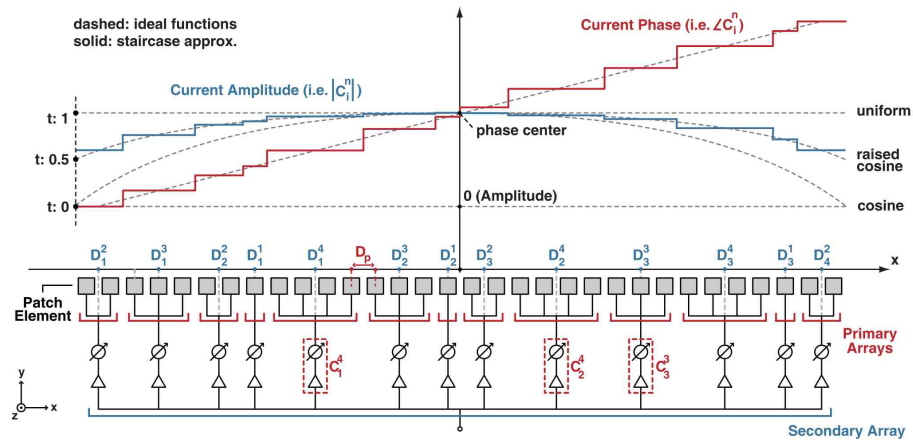 dashed: ideal functions
solid: staircase approx.
Current Phase (i.e. ∠C_i^n)
Current Amplitude (i.e. |C_i^n|)
t: 1
t: 0.5
t: 0
uniform
phase center
raised
cosine
0 (Amplitude)
cosine
D_1^2 D_1^3 D_2^2 D_1^1 D_1^4 D_p D_2^3 D_2^1 D_3^2 D_2^4 D_3^3 D_3^4 D_3^1 D_4^2 x
Patch
Element
Primary
Arrays
C_1^4 C_2^4 C_3^3
y
z x
Secondary Array